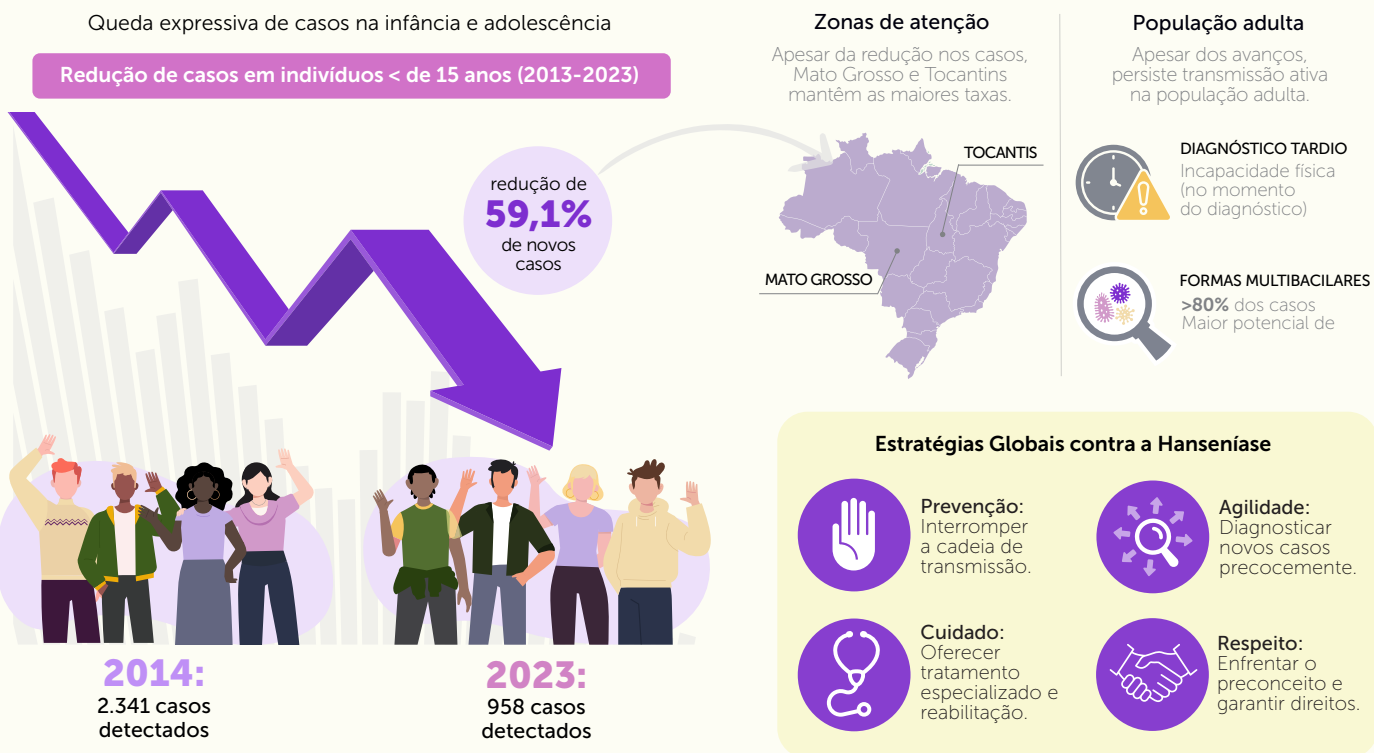 Queda expressiva de casos na infância e adolescência
Redução de casos em indivíduos < de 15 anos (2013-2023)
redução de
59,1%
de novos
casos
2014:
2.341 casos
detectados
2023:
958 casos
detectados
Zonas de atenção
Apesar da redução nos casos,
Mato Grosso e Tocantins
mantêm as maiores taxas.
TOCANTIS
MATO GROSSO
População adulta
Apesar dos avanços,
persiste transmissão ativa
na população adulta.
DIAGNÓSTICO TARDIO
Incapacidade física
(no momento
do diagnóstico)
FORMAS MULTIBACILARES
>80% dos casos
Maior potencial de
Estratégias Globais contra a Hanseníase
Prevenção:
Interromper
a cadeia de
transmissão.
Agilidade:
Diagnosticar
novos casos
precocemente.
Cuidado:
Oferecer
tratamento
especializado e
reabilitação.
Respeito:
Enfrentar o
preconceito e
garantir direitos.